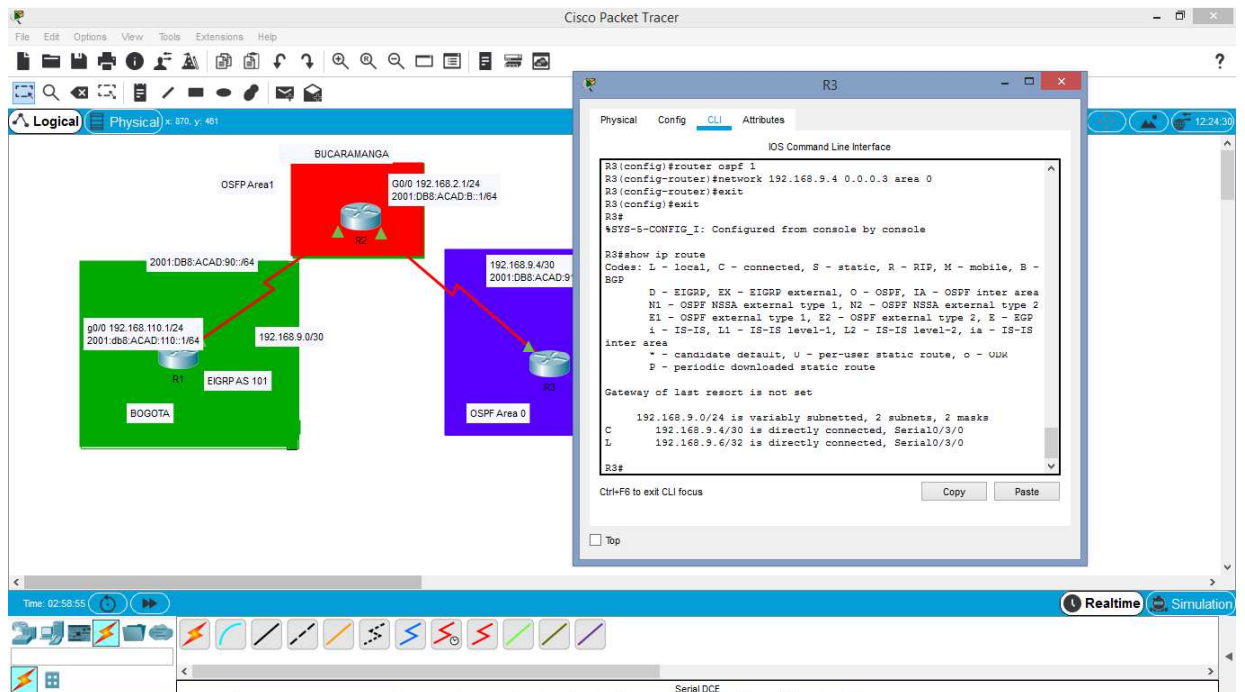 Cisco Packet Tracer
File Edit Options View Tools Extensions Help
Logical
Physical
x: 870, y: 461
12:24:30
BUCARAMANGA
OSFP Area1
G0/0 192.168.2.1/24
2001:DB8:ACAD:B::1/64
R2
2001:DB8:ACAD:90::/64
192.168.9.4/30
2001:DB8:ACAD:91
g0/0 192.168.110.1/24
2001:db8:ACAD:110::1/64
192.168.9.0/30
R1
EIGRP AS 101
R3
BOGOTA
OSPF Area 0
R3
Physical Config CLI Attributes
IOS Command Line Interface
R3(config)#router ospf 1
R3(config-router)#network 192.168.9.4 0.0.0.3 area 0
R3(config-router)#exit
R3(config)#exit
R3#
%SYS-5-CONFIG_I: Configured from console by console
R3#show ip route
Codes: L - local, C - connected, S - static, R - RIP, M - mobile, B -
BGP
D - EIGRP, EX - EIGRP external, O - OSPF, IA - OSPF inter area
N1 - OSPF NSSA external type 1, N2 - OSPF NSSA external type 2
E1 - OSPF external type 1, E2 - OSPF external type 2, E - EGP
i - IS-IS, L1 - IS-IS level-1, L2 - IS-IS level-2, ia - IS-IS
inter area
* - candidate default, U - per-user static route, o - ODR
P - periodic downloaded static route
Gateway of last resort is not set
192.168.9.0/24 is variably subnetted, 2 subnets, 2 masks
C 192.168.9.4/30 is directly connected, Serial0/3/0
L 192.168.9.6/32 is directly connected, Serial0/3/0
R3#
Ctrl+F6 to exit CLI focus
Copy
Paste
Top
Time: 02:58:55
Realtime
Simulation
Serial DCE